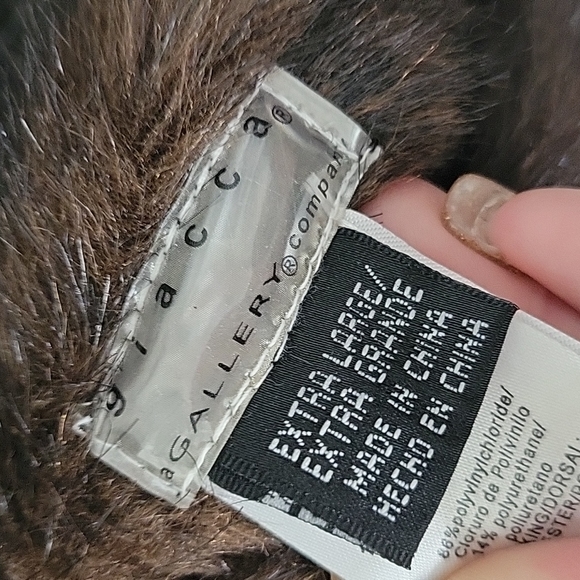 giacca®
a GALLERY® company
EXTRA LARGE/
EXTRA GRANDE
MADE IN CHINA
HECHO EN CHINA
86%polyvinylchloride/
Cloruro de Polivinilo
14% polyurethane/
poliuretano